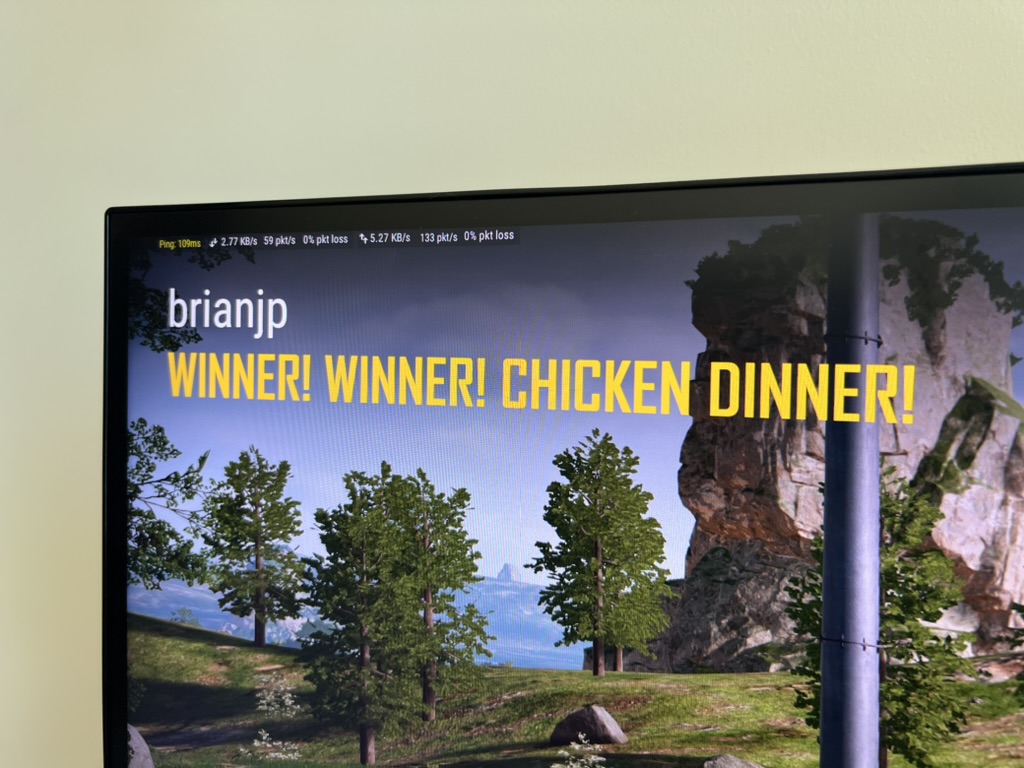 Ping: 109ms 2.77 KB/s 59 pkt/s 0% pkt loss 5.27 KB/s 133 pkt/s 0% pkt loss
brianjp
WINNER! WINNER! CHICKEN DINNER!